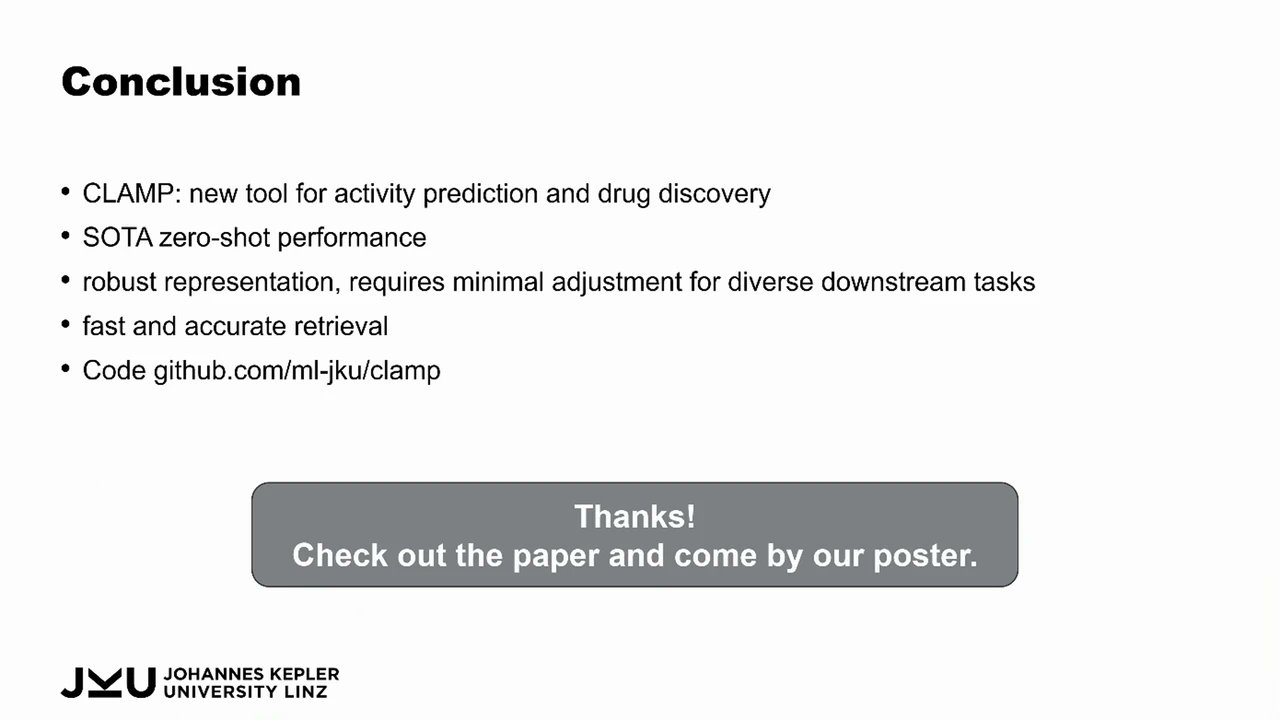 Conclusion
• CLAMP: new tool for activity prediction and drug discovery
• SOTA zero-shot performance
• robust representation, requires minimal adjustment for diverse downstream tasks
• fast and accurate retrieval
• Code github.com/ml-jku/clamp
Thanks!
Check out the paper and come by our poster.
JKU JOHANNES KEPLER
UNIVERSITY LINZ